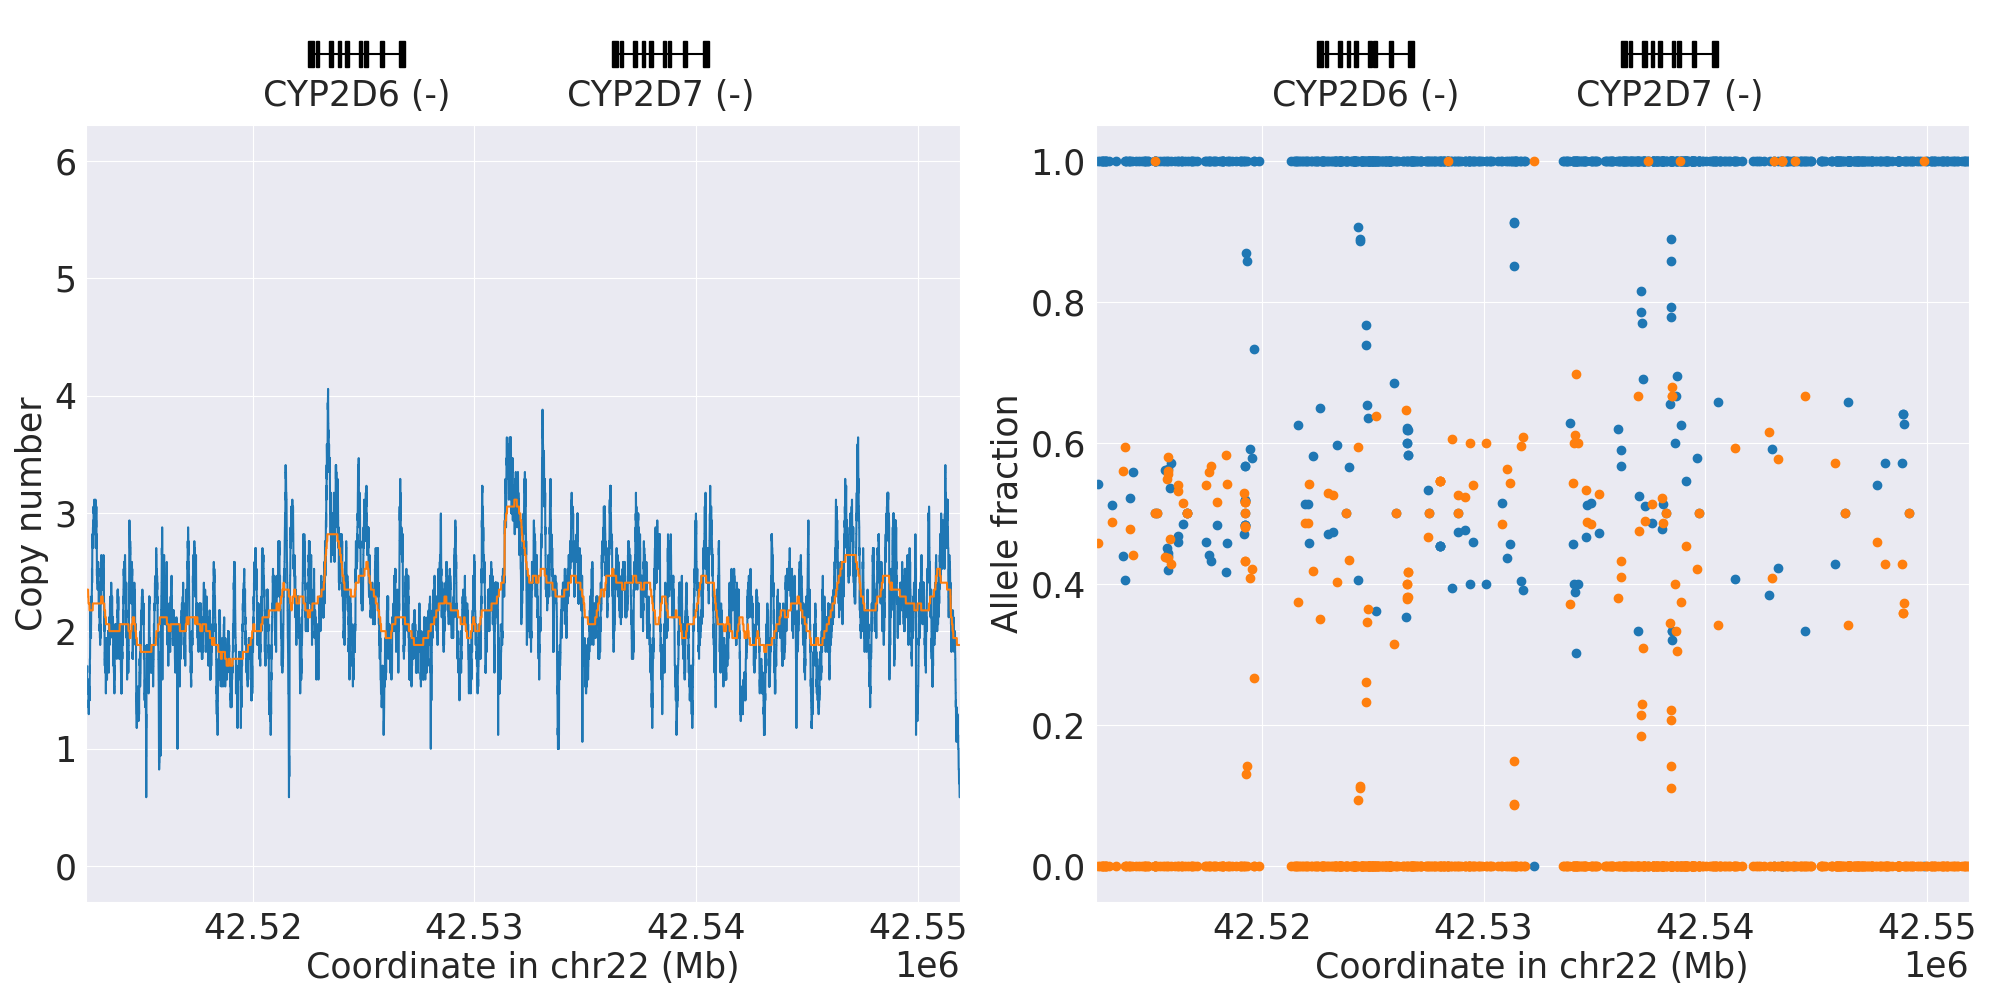 CYP2D6 (-) CYP2D7 (-)
Copy number
6
5
4
3
2
1
0
42.52 42.53 42.54 42.55
Coordinate in chr22 (Mb) 1e6
CYP2D6 (-) CYP2D7 (-)
Allele fraction
1.0
0.8
0.6
0.4
0.2
0.0
42.52 42.53 42.54 42.55
Coordinate in chr22 (Mb) 1e6